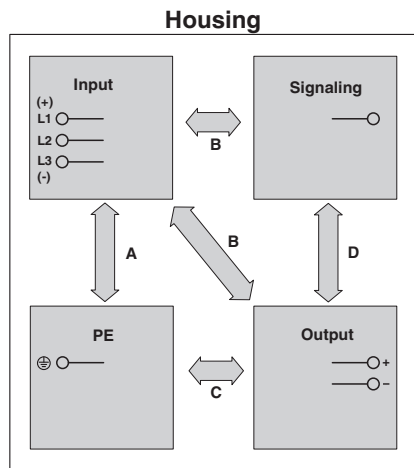 Housing
Input
Signaling
(+)
L1
L2
L3
(-)
B
A
B
D
PE
Output
+
–
C